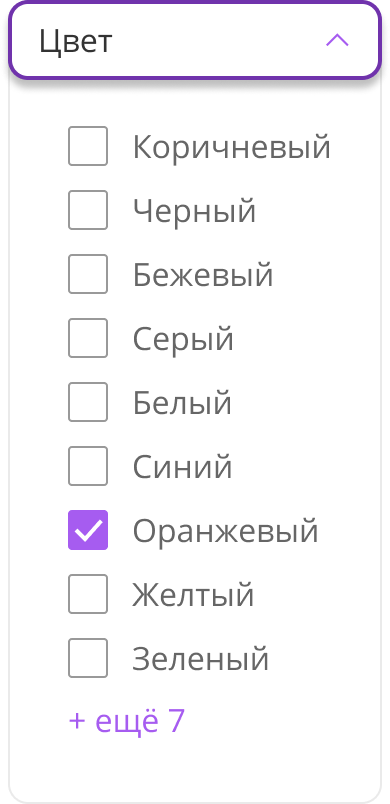 Цвет
Коричневый
Черный
Бежевый
Серый
Белый
Синий
Оранжевый
Желтый
Зеленый
+ ещё 7